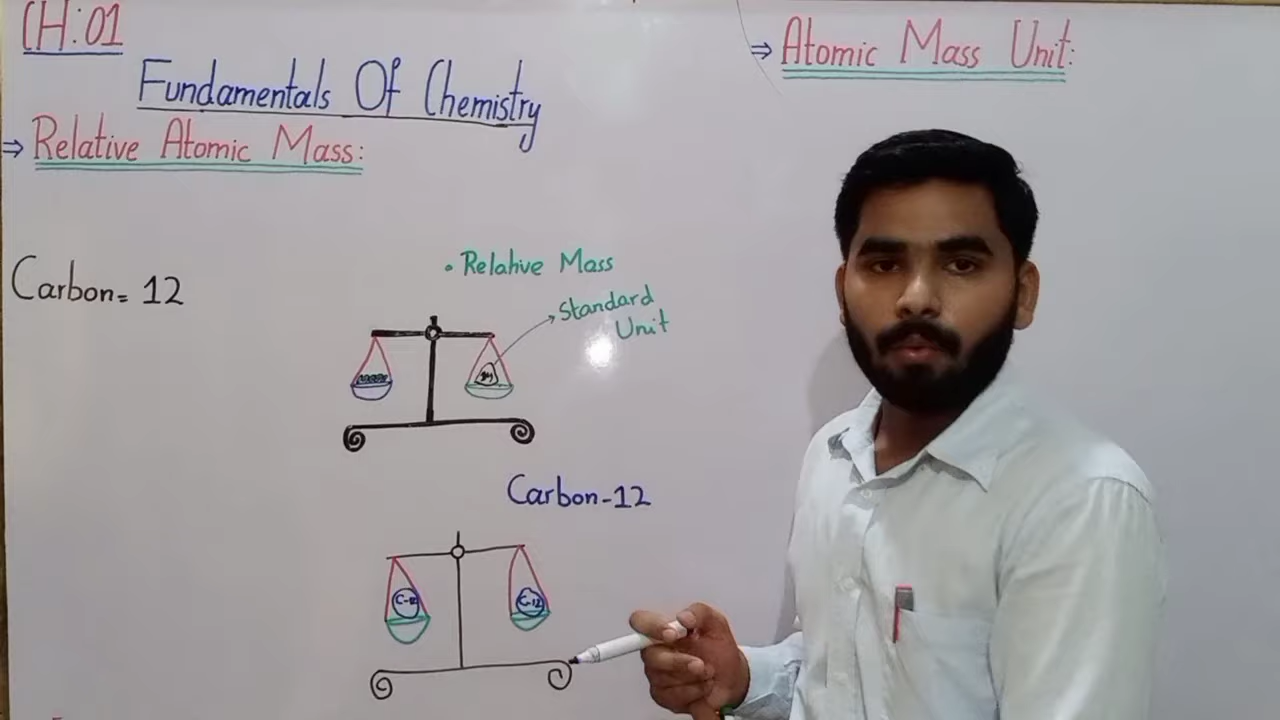 CH:01
Fundamentals Of Chemistry
⇒ Relative Atomic Mass:
Carbon= 12
• Relative Mass
Standard
Unit
Carbon-12
C-12
C-12
⇒ Atomic Mass Unit: